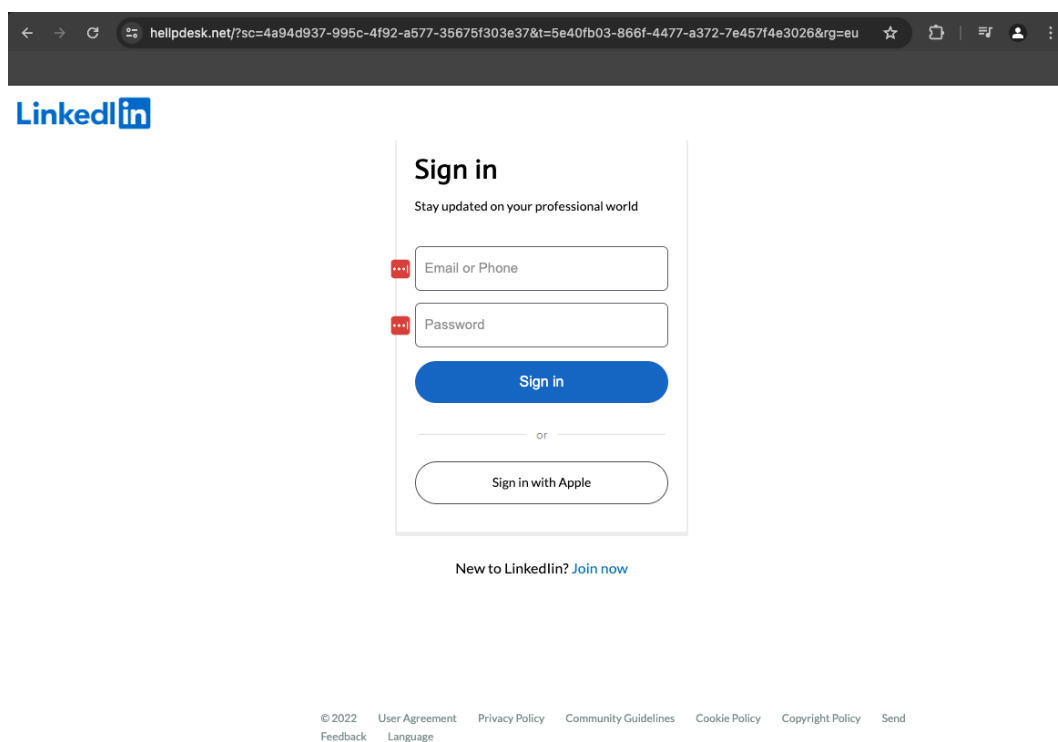 hellpdesk.net/?sc=4a94d937-995c-4f92-a577-35675f303e37&t=5e40fb03-866f-4477-a372-7e457f4e3026&rg=eu
LinkedIin
Sign in
Stay updated on your professional world
Email or Phone
Password
Sign in
or
Sign in with Apple
New to LinkedIin? Join now
© 2022 User Agreement Privacy Policy Community Guidelines Cookie Policy Copyright Policy Send
Feedback Language